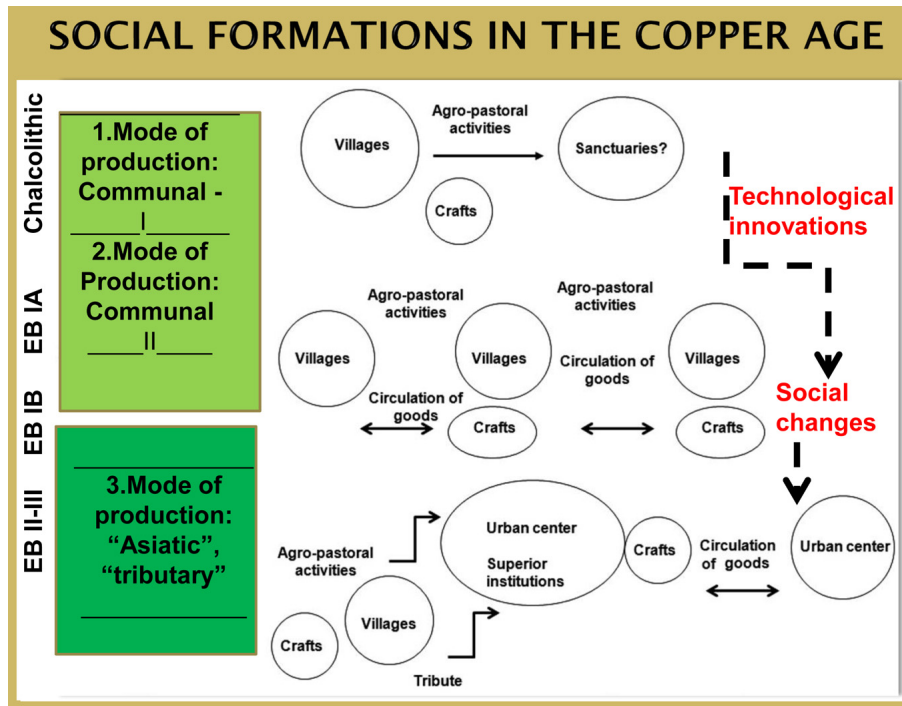 SOCIAL FORMATIONS IN THE COPPER AGE
Chalcolithic
EB IA
EB IB
EB II-III
1.Mode of
production:
Communal -
_____I_______
2.Mode of
Production:
Communal
_____II_____
3.Mode of
production:
“Asiatic”,
“tributary”
Villages
Agro-pastoral
activities
Crafts
Sanctuaries?
Technological
innovations
Villages
Agro-pastoral
activities
Circulation of
goods
Villages
Crafts
Agro-pastoral
activities
Circulation of
goods
Villages
Crafts
Social
changes
Agro-pastoral
activities
Crafts
Villages
Tribute
Urban center
Superior
institutions
Crafts
Circulation
of goods
Urban center